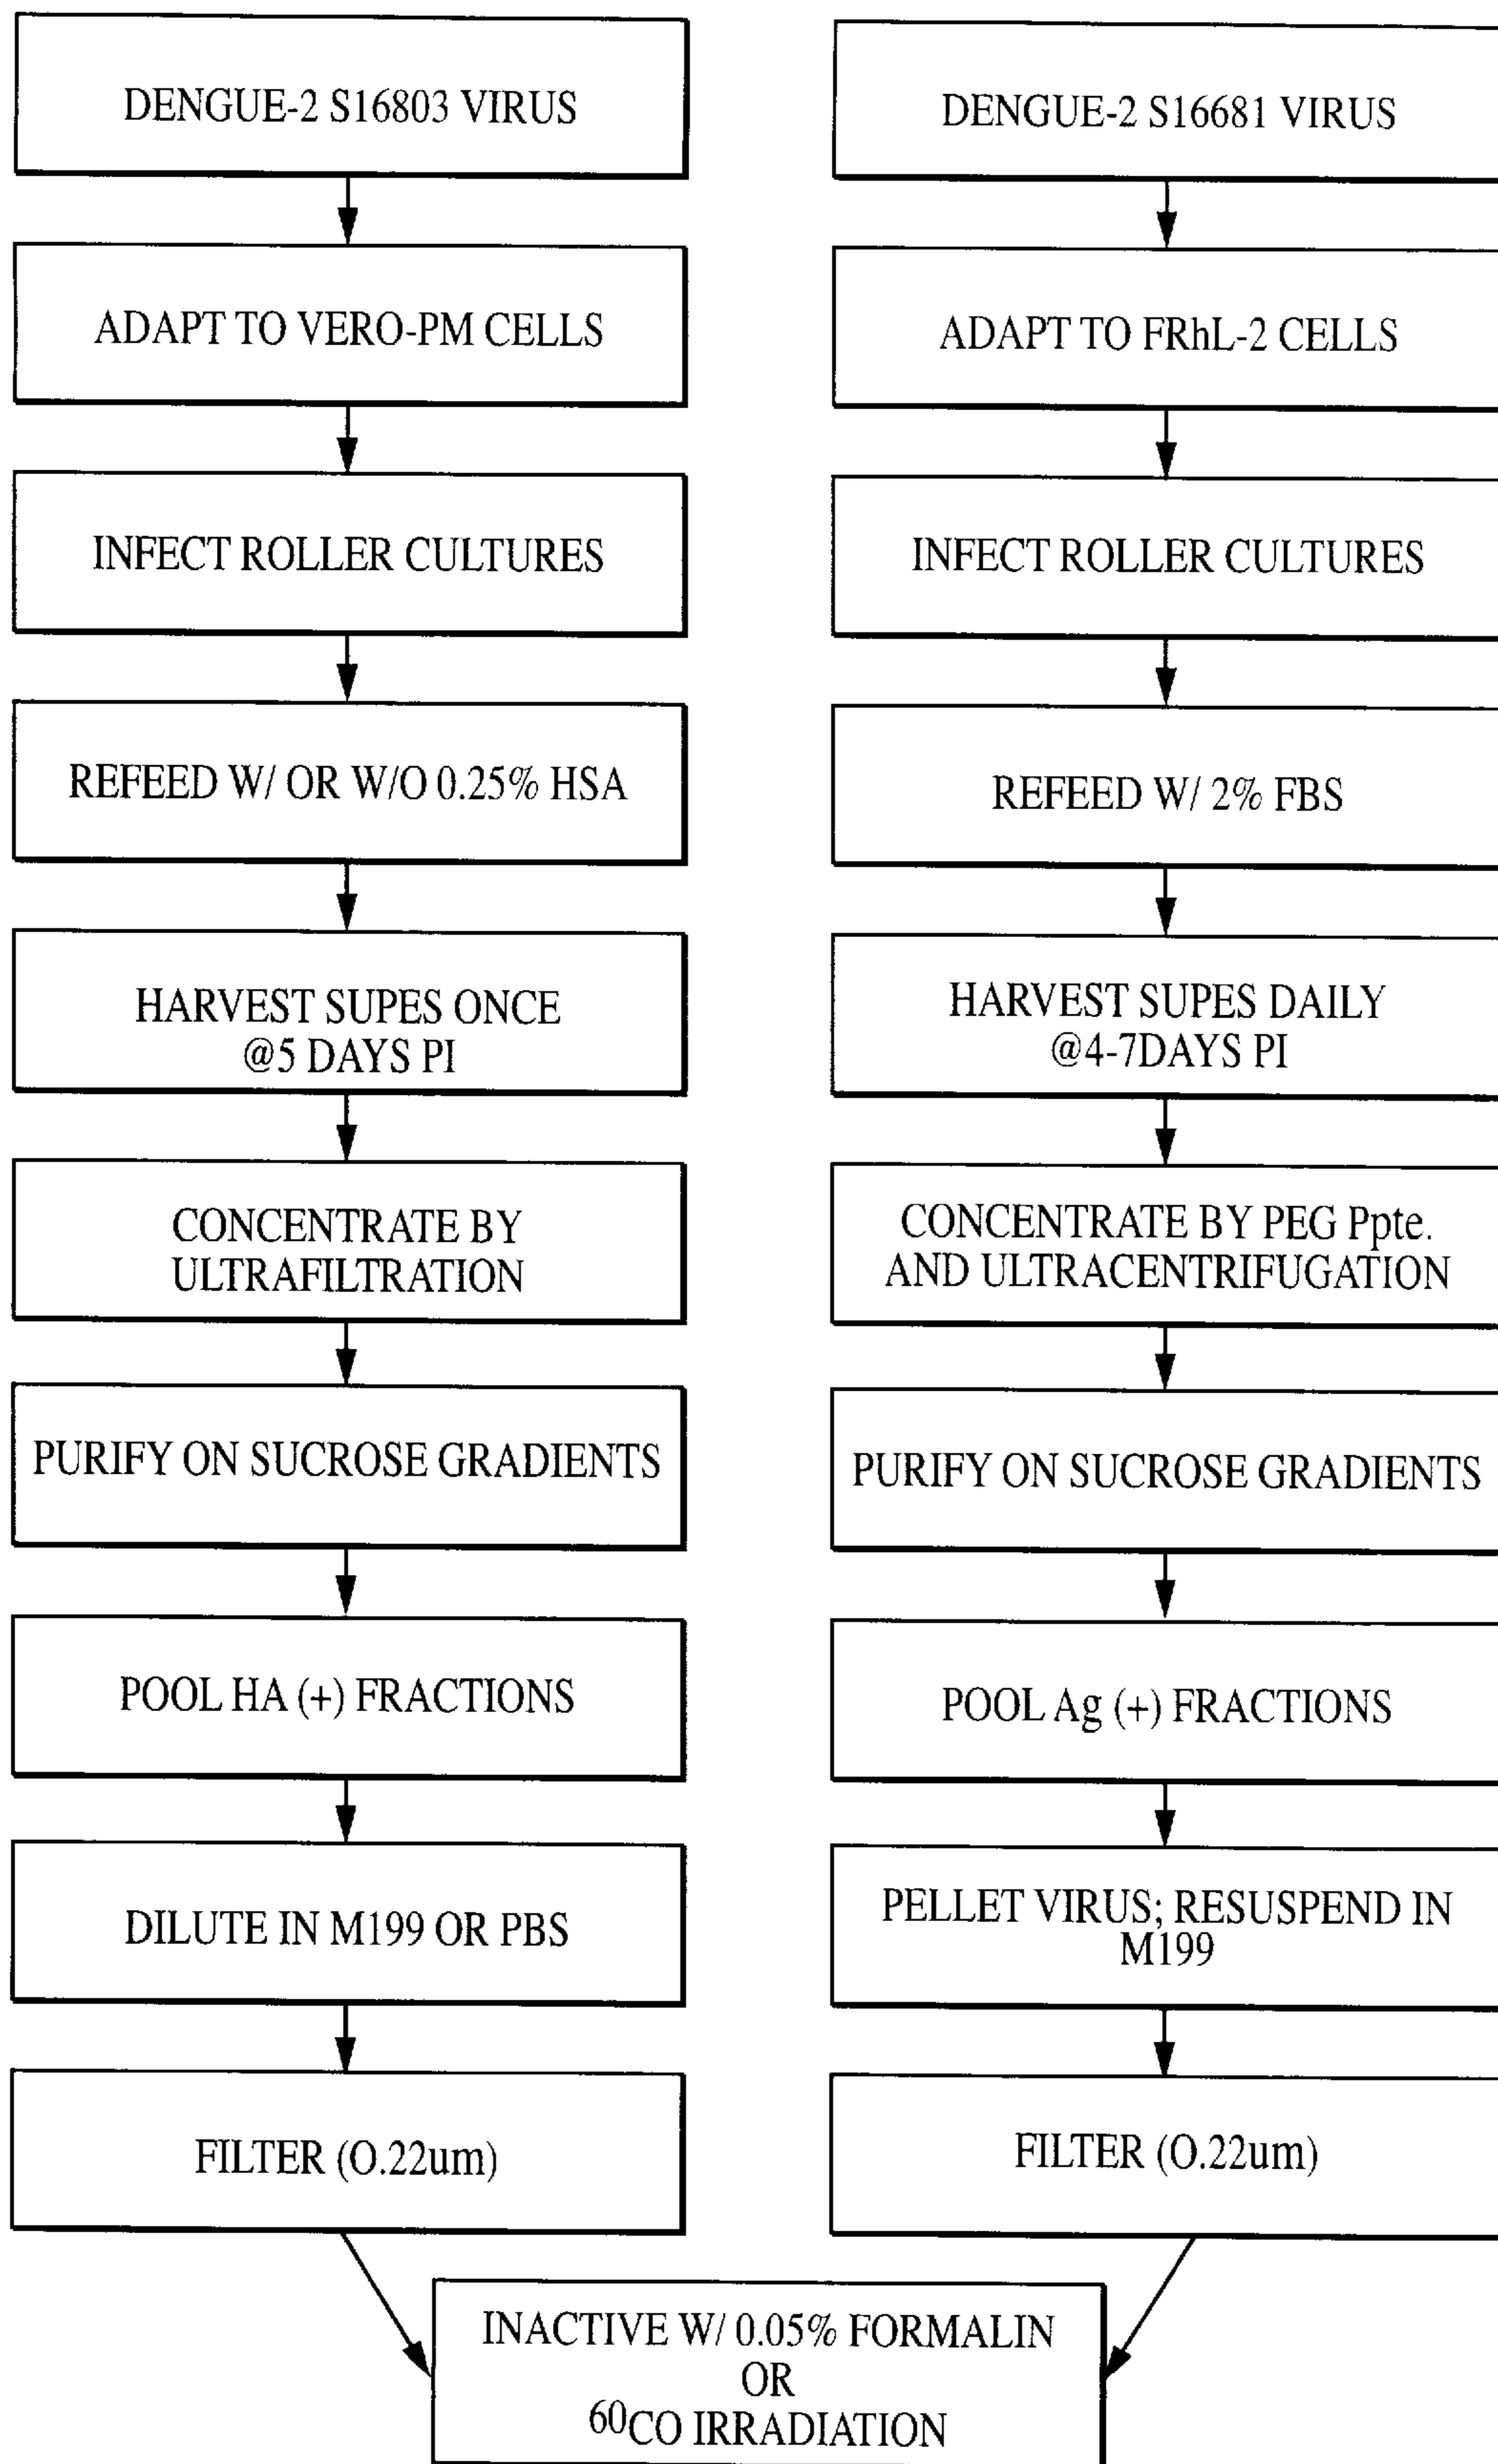 DENGUE-2 S16803 VIRUS
ADAPT TO VERO-PM CELLS
INFECT ROLLER CULTURES
REFEED W/ OR W/O 0.25% HSA
HARVEST SUPES ONCE
@5 DAYS PI
CONCENTRATE BY
ULTRAFILTRATION
PURIFY ON SUCROSE GRADIENTS
POOL HA (+) FRACTIONS
DILUTE IN M199 OR PBS
FILTER (O.22um)
DENGUE-2 S16681 VIRUS
ADAPT TO FRhL-2 CELLS
INFECT ROLLER CULTURES
REFEED W/ 2% FBS
HARVEST SUPES DAILY
@4-7DAYS PI
CONCENTRATE BY PEG Ppte.
AND ULTRACENTRIFUGATION
PURIFY ON SUCROSE GRADIENTS
POOL Ag (+) FRACTIONS
PELLET VIRUS; RESUSPEND IN
M199
FILTER (O.22um)
INACTIVE W/ 0.05% FORMALIN
OR
⁶⁰CO IRRADIATION